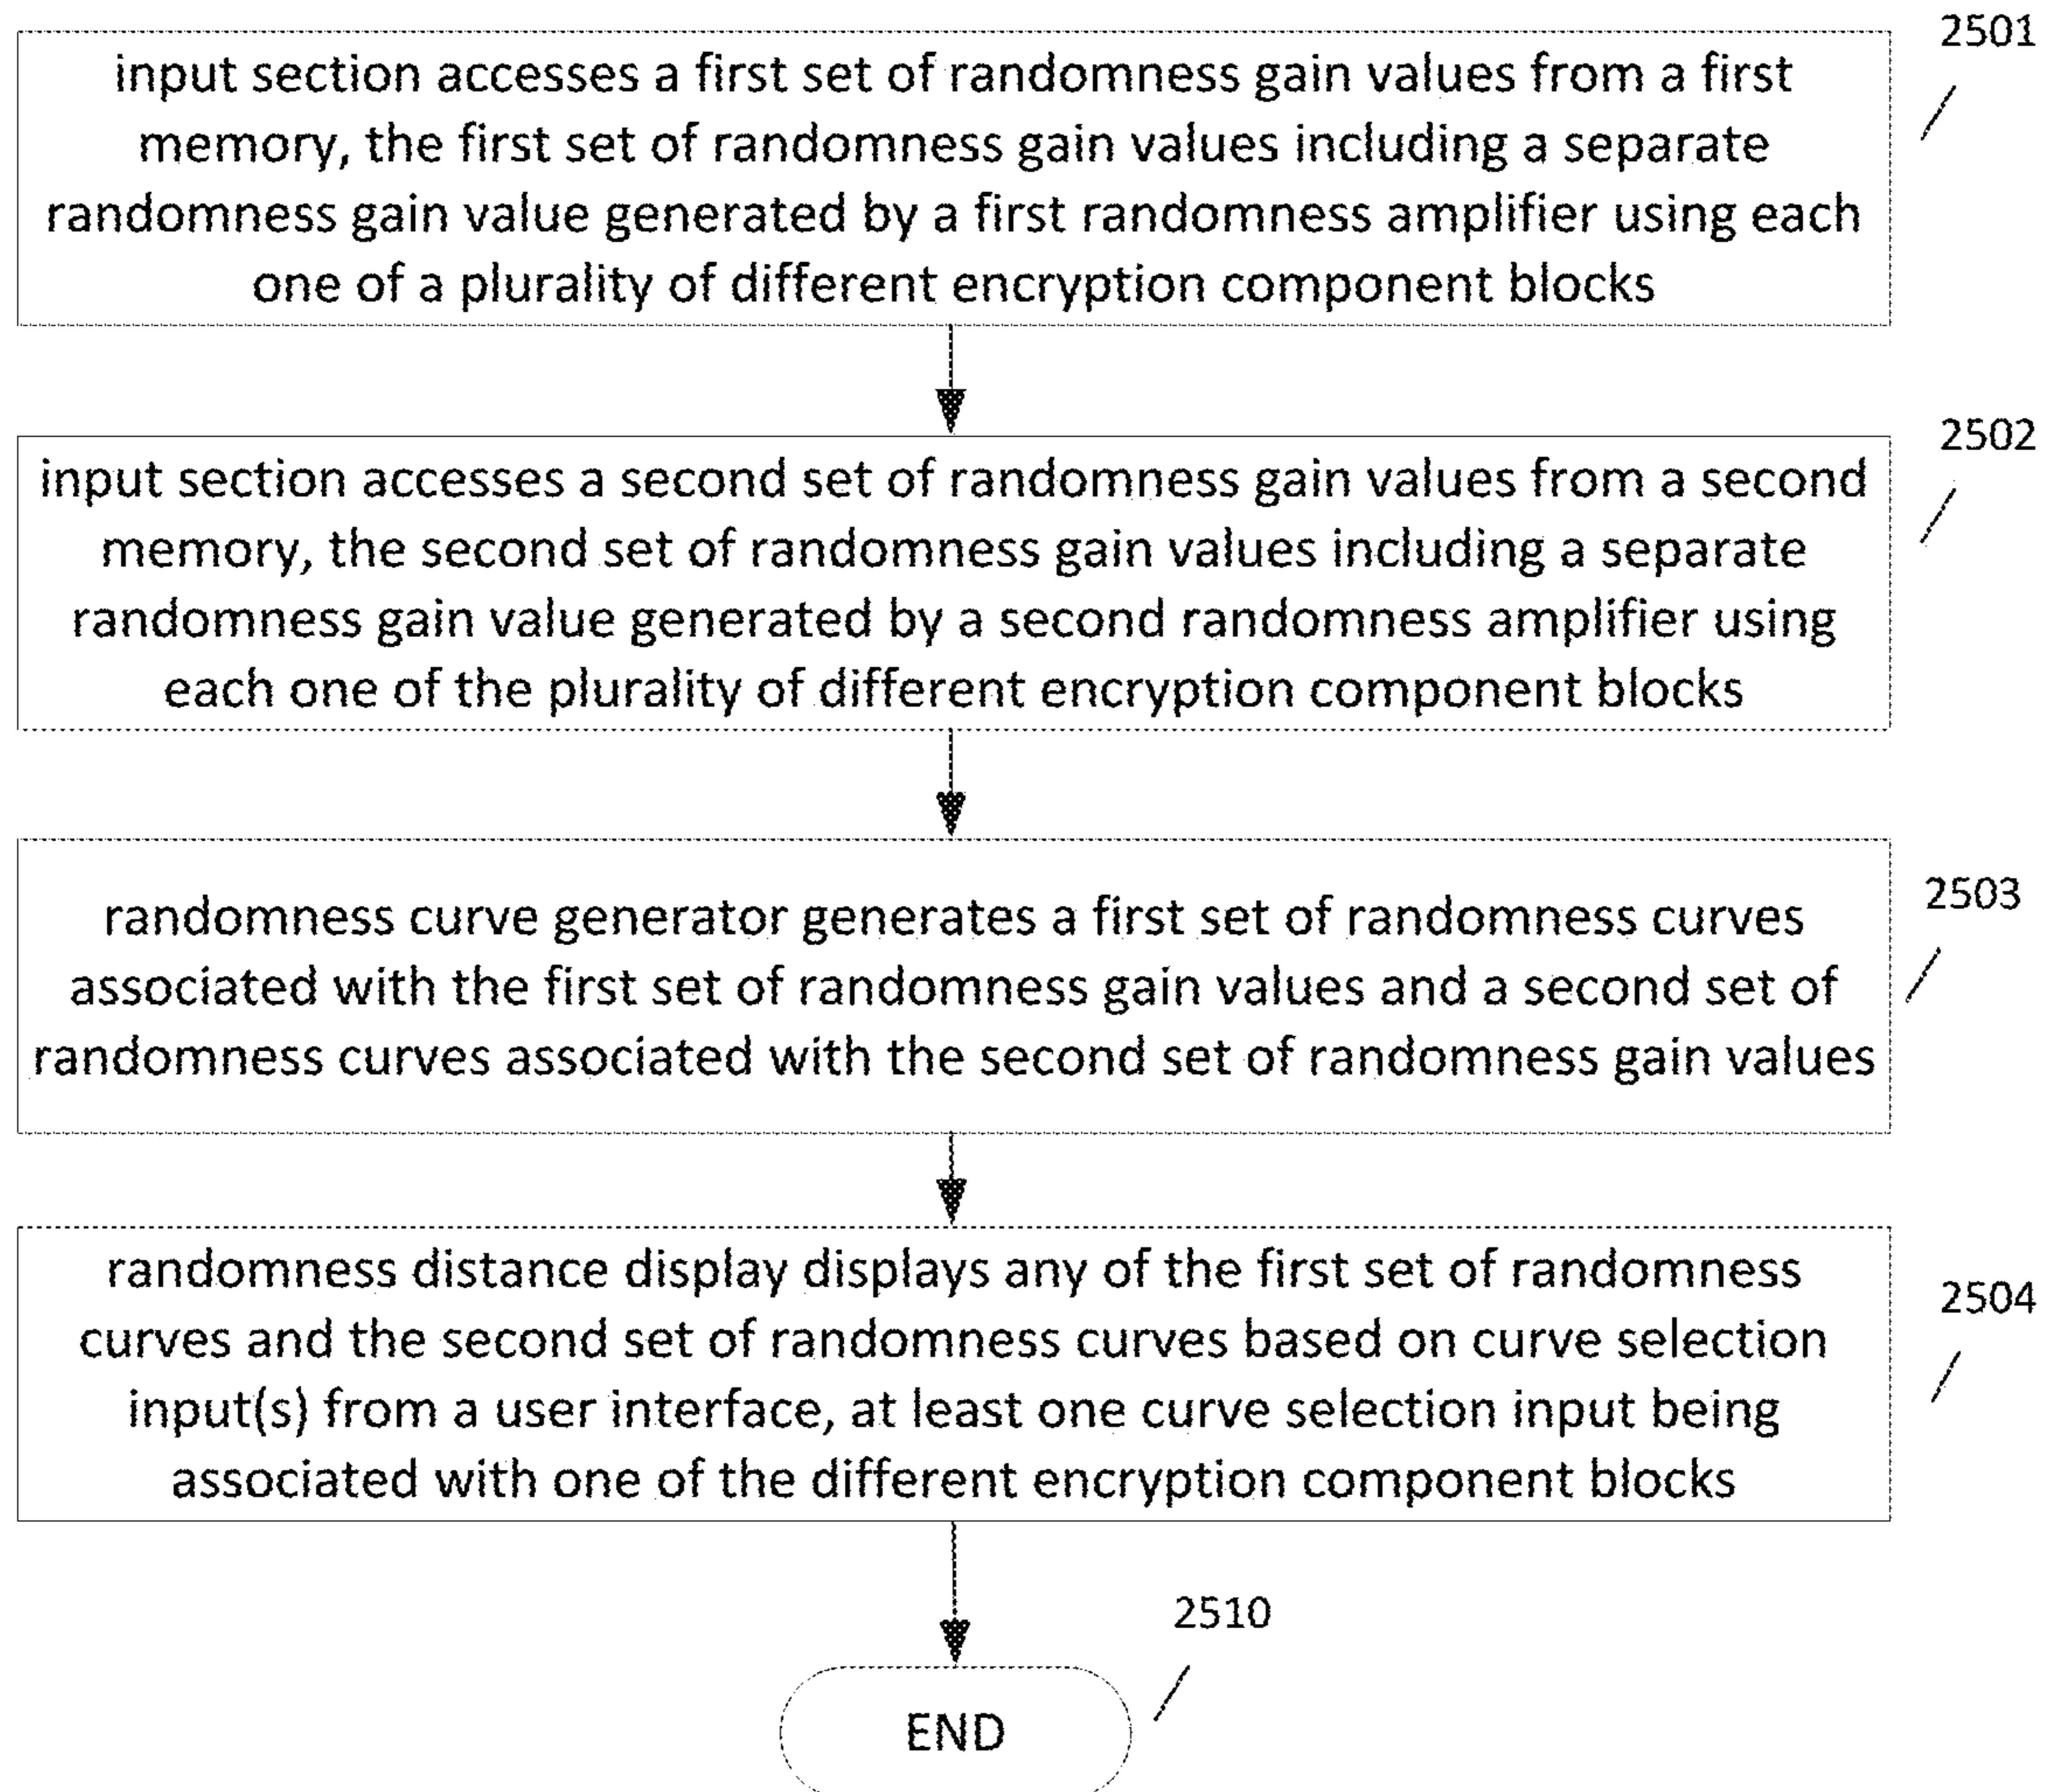 2501
input section accesses a first set of randomness gain values from a first
memory, the first set of randomness gain values including a separate
randomness gain value generated by a first randomness amplifier using each
one of a plurality of different encryption component blocks
2502
input section accesses a second set of randomness gain values from a second
memory, the second set of randomness gain values including a separate
randomness gain value generated by a second randomness amplifier using
each one of the plurality of different encryption component blocks
2503
randomness curve generator generates a first set of randomness curves
associated with the first set of randomness gain values and a second set of
randomness curves associated with the second set of randomness gain values
2504
randomness distance display displays any of the first set of randomness
curves and the second set of randomness curves based on curve selection
input(s) from a user interface, at least one curve selection input being
associated with one of the different encryption component blocks
2510
END